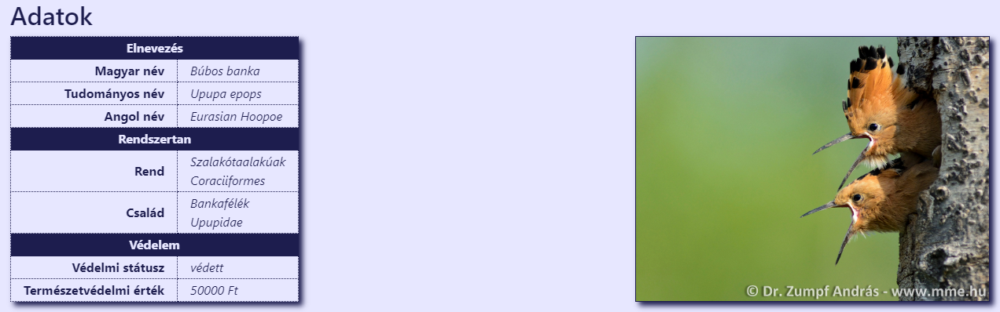 Adatok
Elnevezés
Magyar név Búbos banka
Tudományos név Upupa epops
Angol név Eurasian Hoopoe
Rendszertan
Rend Szalakótaalakúak
Coraciiformes
Család Bankafélék
Upupidae
Védelem
Védelmi státusz védett
Természetvédelmi érték 50000 Ft
© Dr. Zumpf András - www.mme.hu